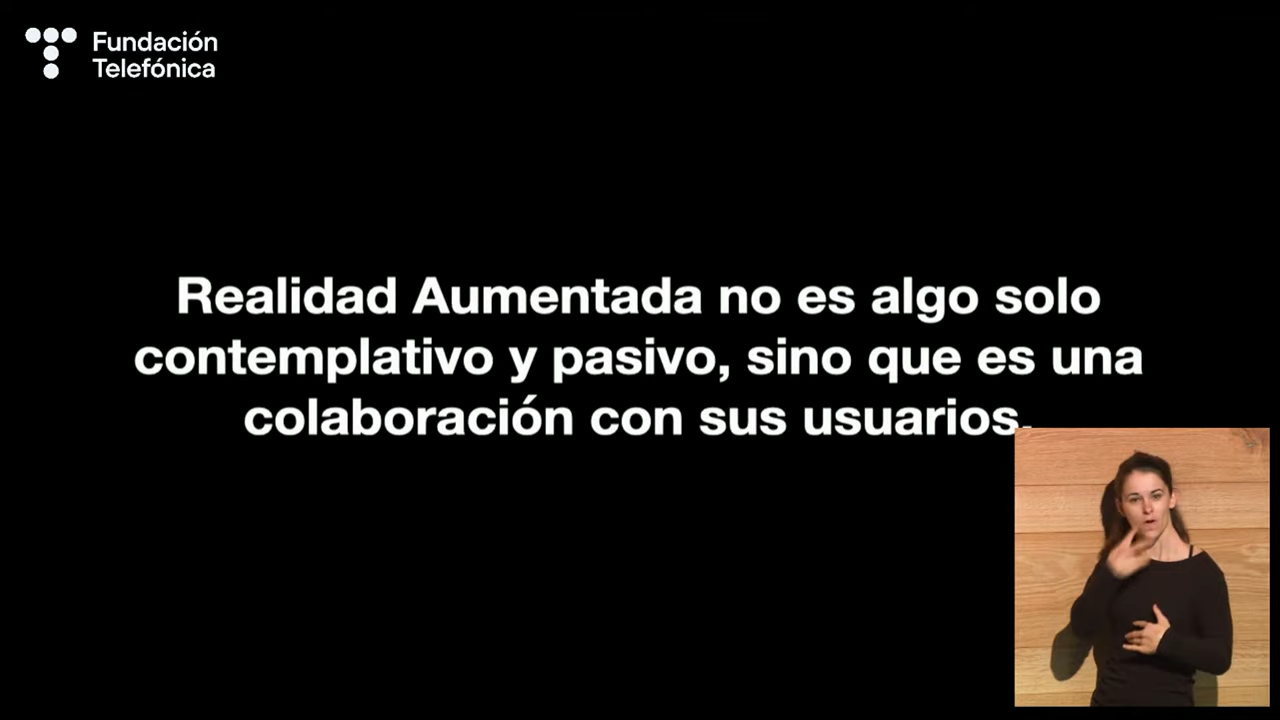 Fundación
Telefónica
Realidad Aumentada no es algo solo
contemplativo y pasivo, sino que es una
colaboración con sus usuarios.